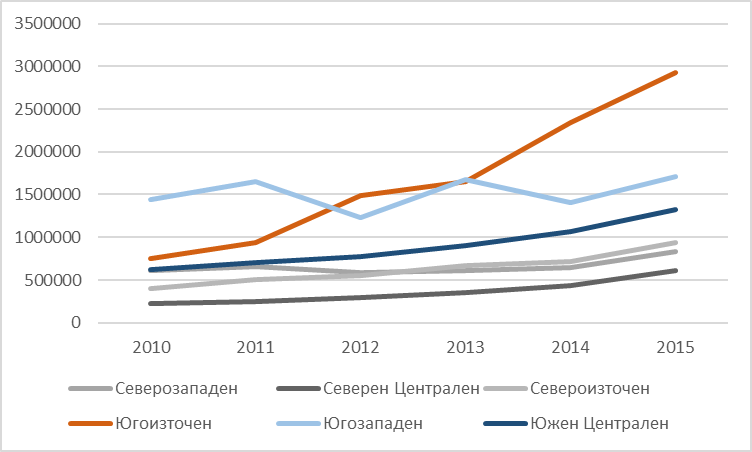 3500000
3000000
2500000
2000000
1500000
1000000
500000
0
2010 2011 2012 2013 2014 2015
Северозападен Северен Централен Североизточен
Югоизточен Югозападен Южен Централен